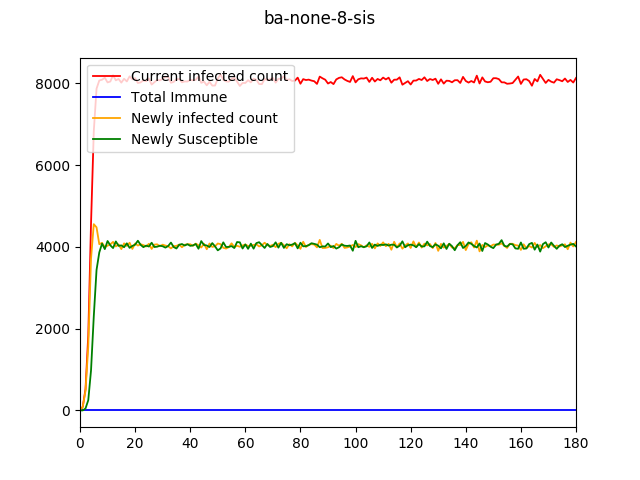 ba-none-8-sis
8000
6000
4000
2000
0
Current infected count
Total Immune
Newly infected count
Newly Susceptible
0 20 40 60 80 100 120 140 160 180